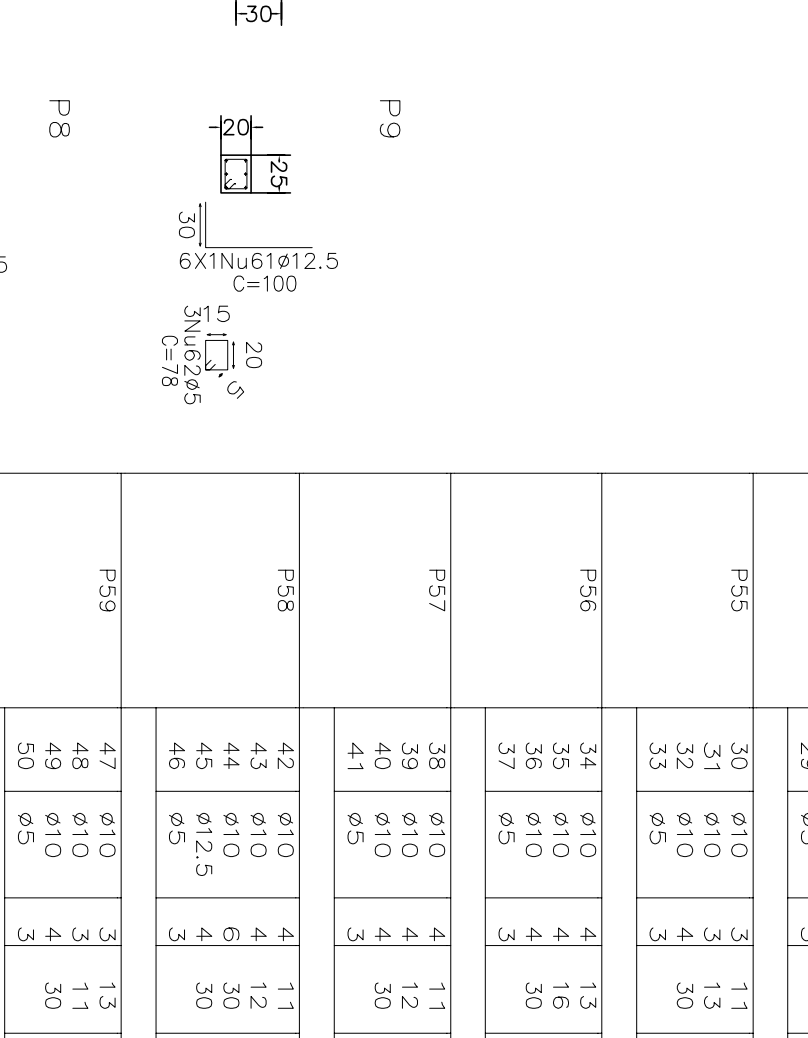 30
P9
P8
20
25
30
6X1Nu61ø12.5
C=100
15
20
5
3Nu62ø5
C=78
5
29 ø5 3
P55
30 ø10 3 11
31 ø10 3 13
32 ø10 4 30
33 ø5 3
P56
34 ø10 4 13
35 ø10 4 16
36 ø10 4 30
37 ø5 3
P57
38 ø10 4 11
39 ø10 4 12
40 ø10 4 30
41 ø5 3
P58
42 ø10 4 11
43 ø10 4 12
44 ø10 6 30
45 ø12.5 4 30
46 ø5 3
P59
47 ø10 3 13
48 ø10 3 11
49 ø10 4 30
50 ø5 3